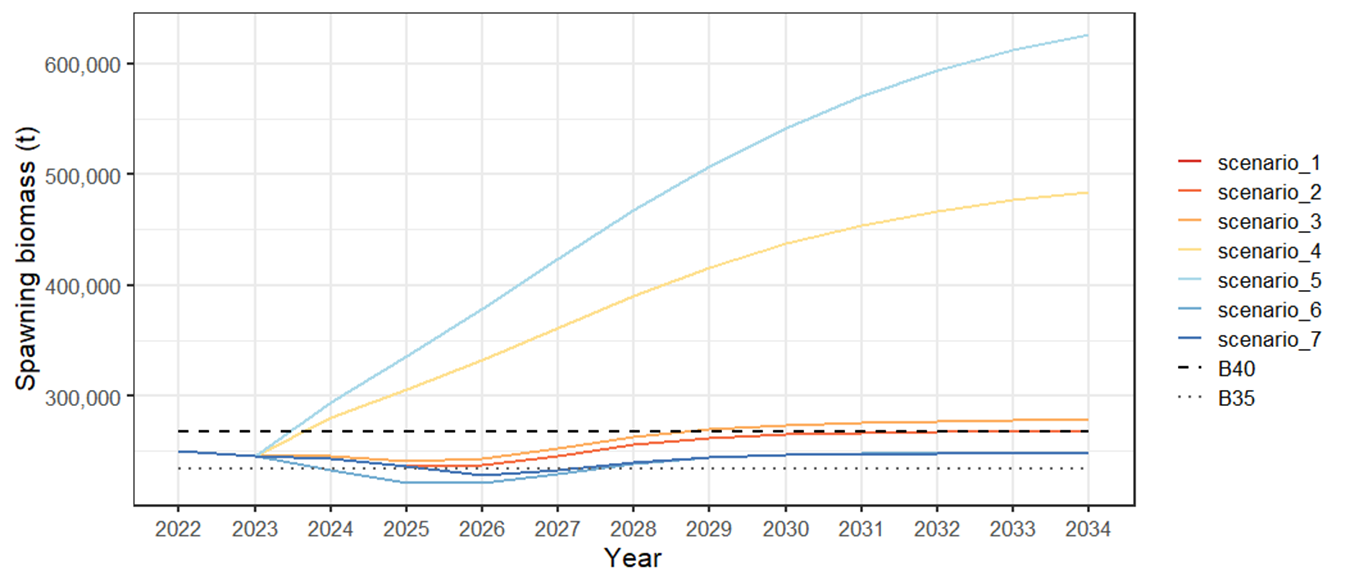 Spawning biomass (t)
600,000
500,000
400,000
300,000
2022 2023 2024 2025 2026 2027 2028 2029 2030 2031 2032 2033 2034
Year
scenario_1
scenario_2
scenario_3
scenario_4
scenario_5
scenario_6
scenario_7
B40
B35